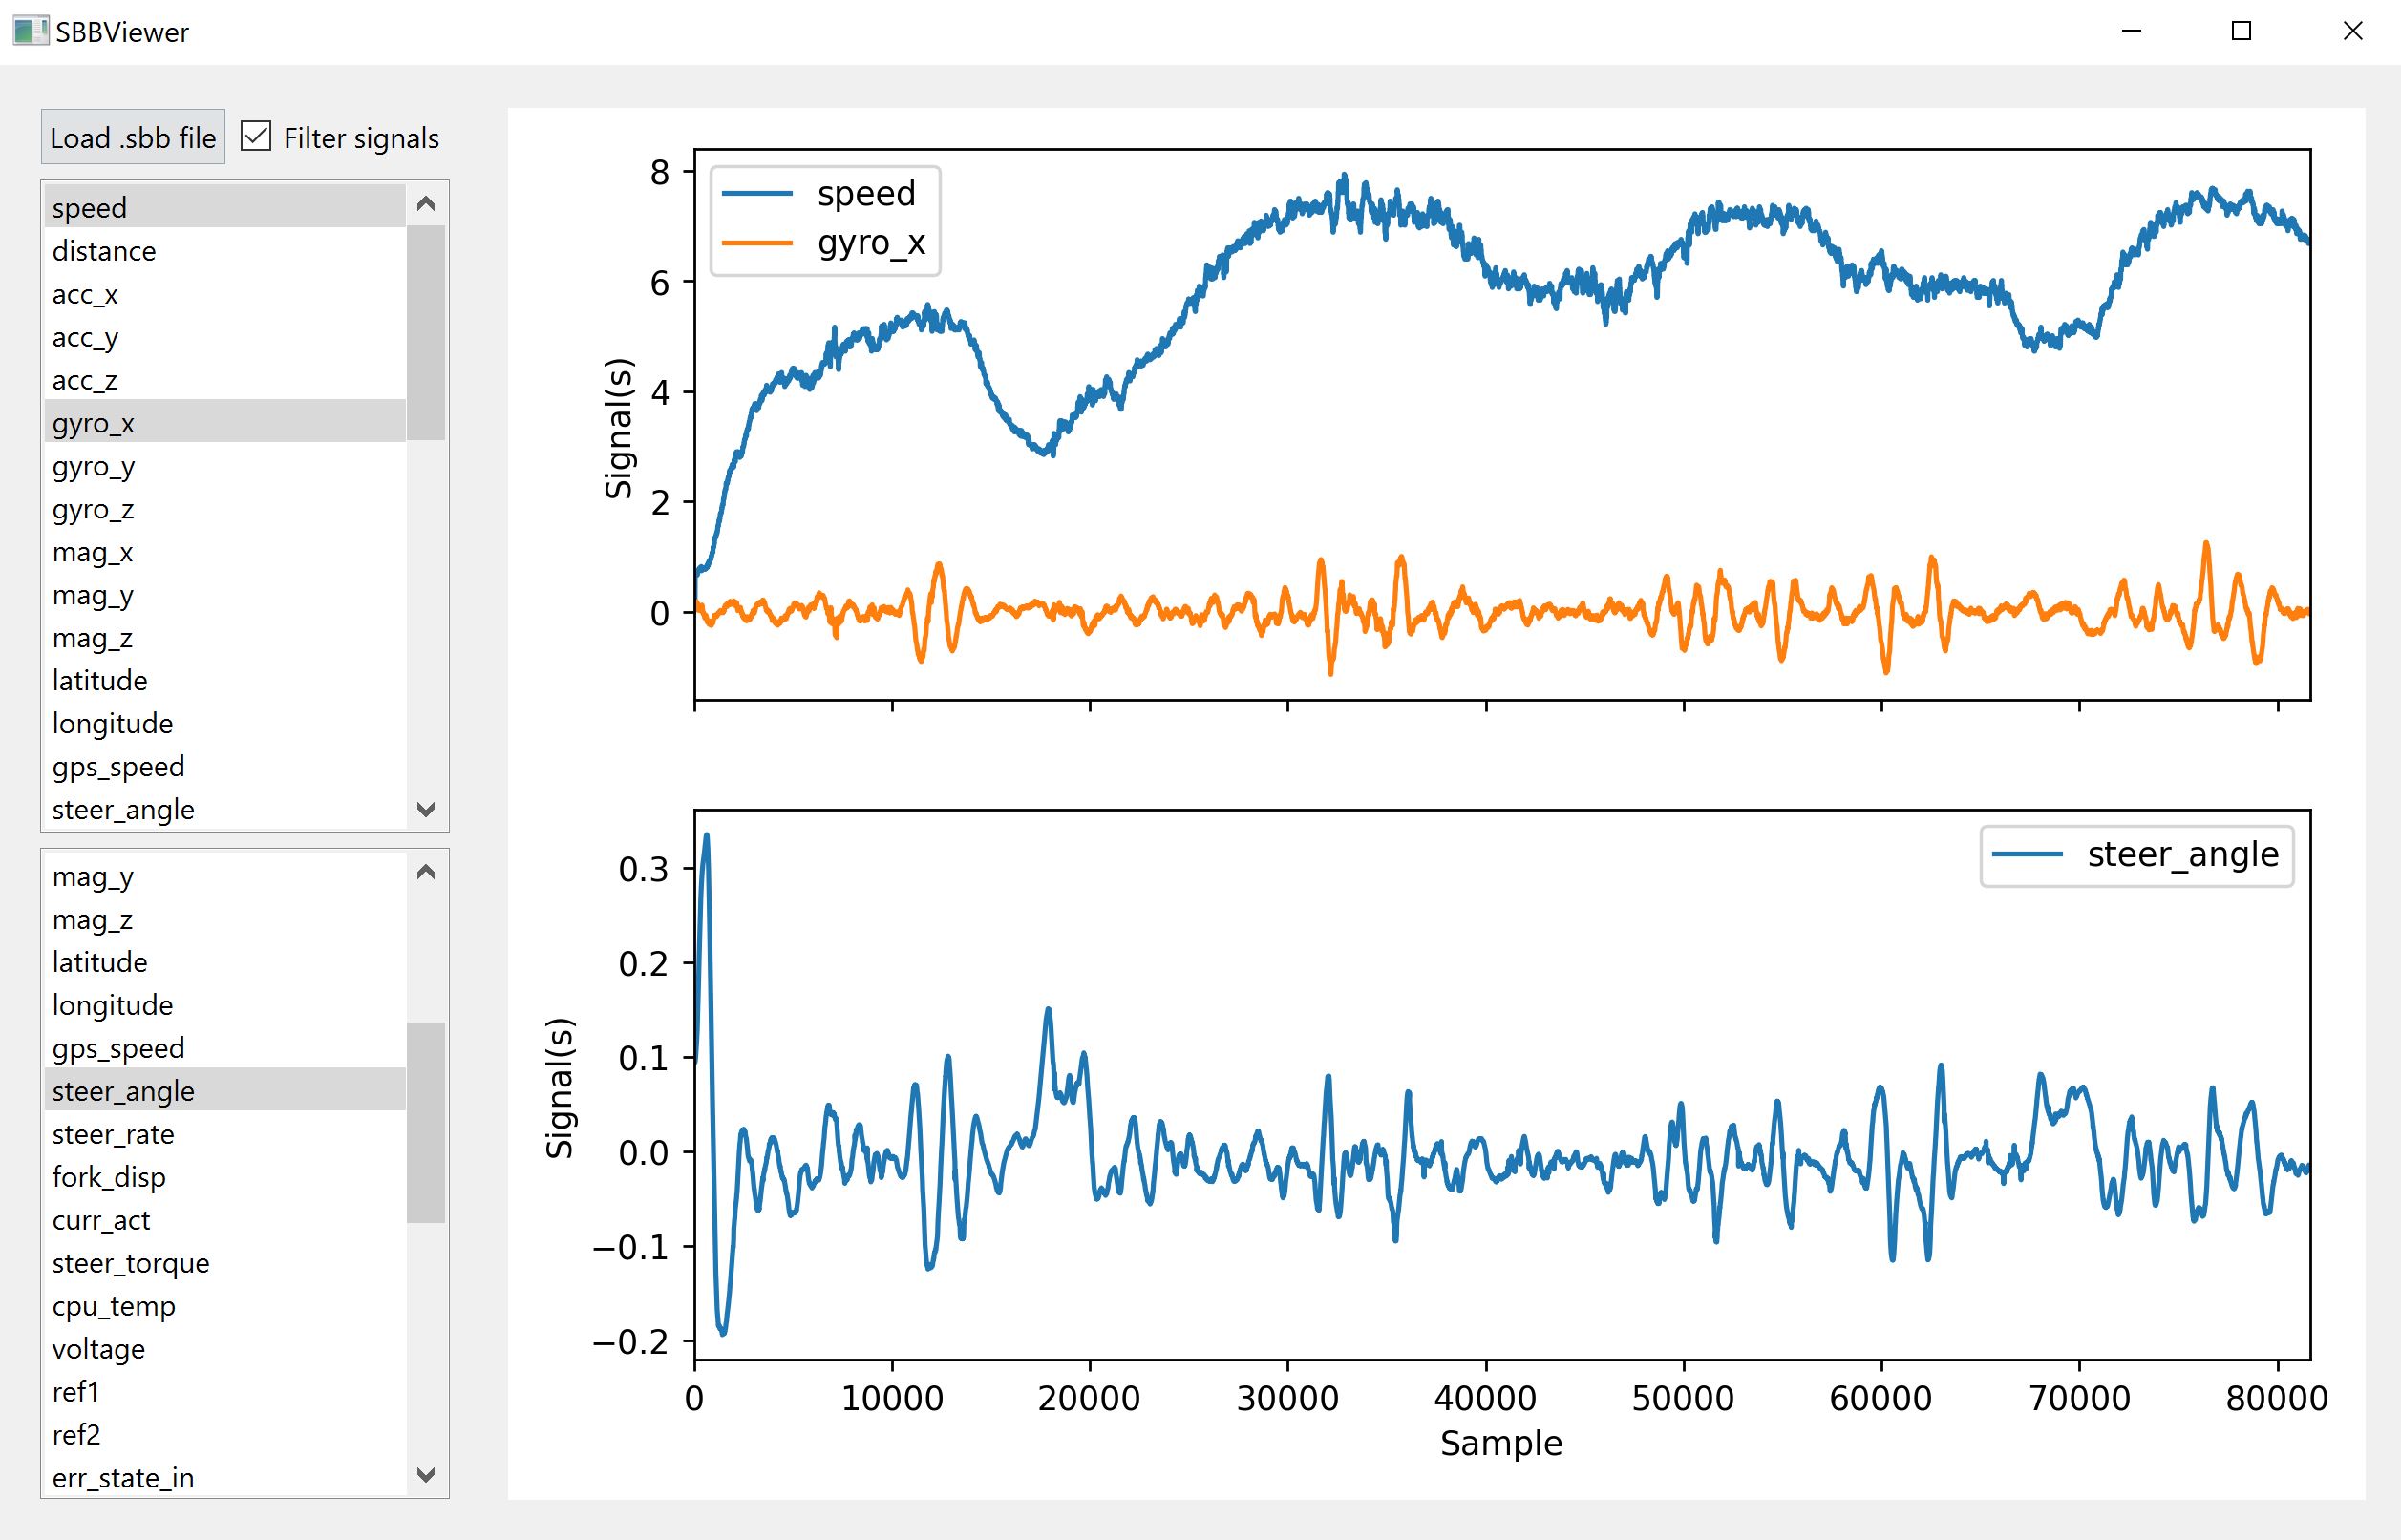 SBBViewer
Load .sbb file Filter signals
speed
distance
acc_x
acc_y
acc_z
gyro_x
gyro_y
gyro_z
mag_x
mag_y
mag_z
latitude
longitude
gps_speed
steer_angle
mag_y
mag_z
latitude
longitude
gps_speed
steer_angle
steer_rate
fork_disp
curr_act
steer_torque
cpu_temp
voltage
ref1
ref2
err_state_in
speed
gyro_x
8
6
4
2
0
Signal(s)
steer_angle
0.3
0.2
0.1
0.0
−0.1
−0.2
Signal(s)
0 10000 20000 30000 40000 50000 60000 70000 80000
Sample